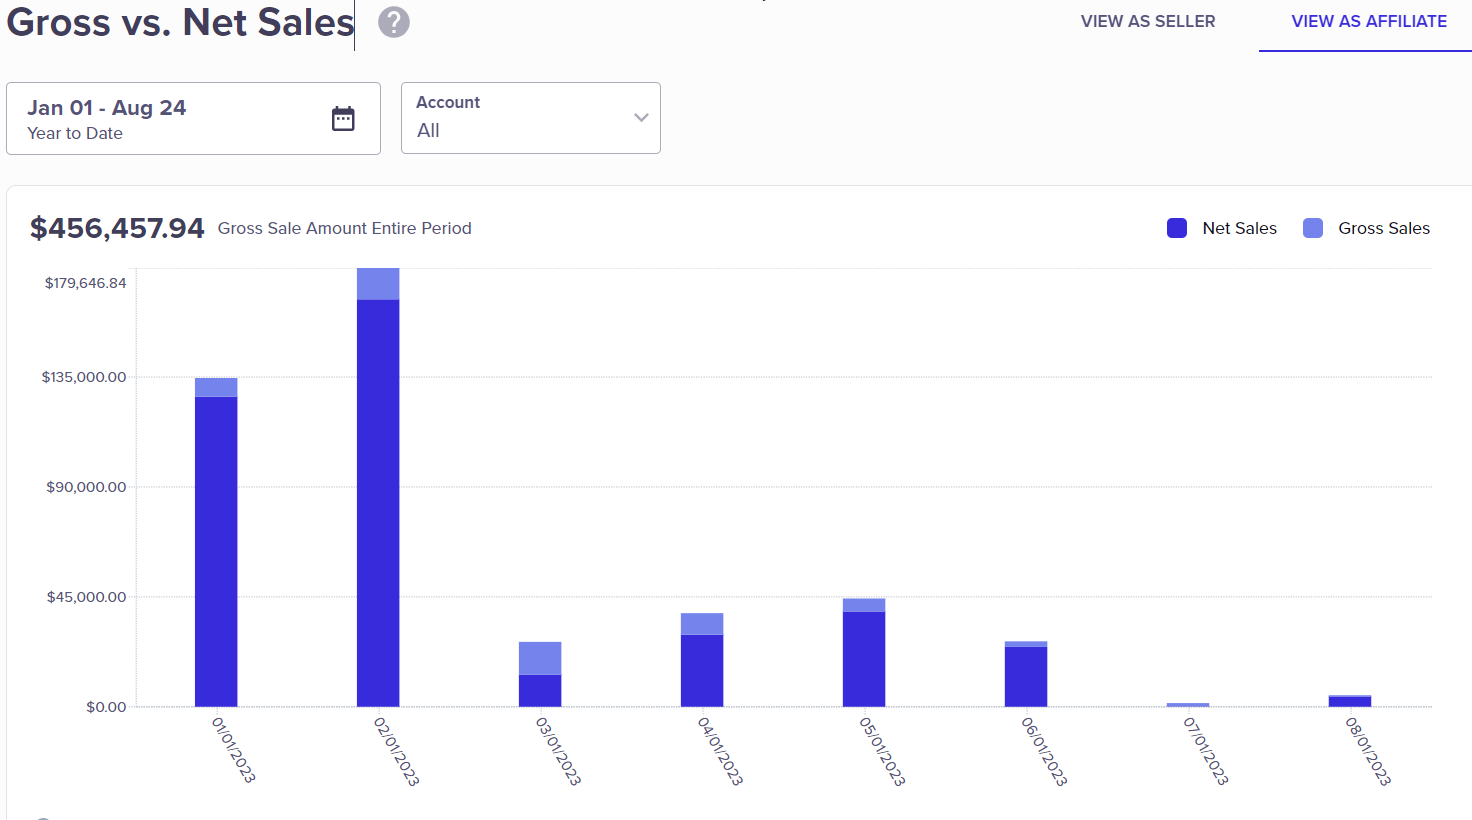 Gross vs. Net Sales
?
VIEW AS SELLER
VIEW AS AFFILIATE
Jan 01 - Aug 24
Year to Date
Account
All
$456,457.94 Gross Sale Amount Entire Period
Net Sales
Gross Sales
$179,646.84
$135,000.00
$90,000.00
$45,000.00
$0.00
01/01/2023
02/01/2023
03/01/2023
04/01/2023
05/01/2023
06/01/2023
07/01/2023
08/01/2023